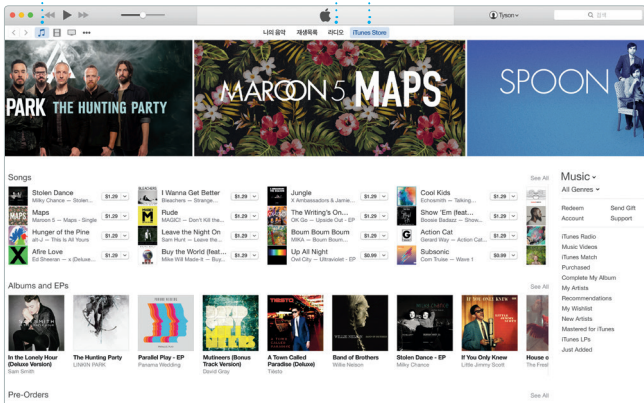 Tyson
검색
나의 음악 재생목록 라디오 iTunes Store
PARK THE HUNTING PARTY
MAROON 5 MAPS
SPOON
Songs
See All
Stolen Dance
Milky Chance — Stolen...
$1.29
Maps
Maroon 5 — Maps - Single
$1.29
Hunger of the Pine
alt-J — This Is All Yours
$1.29
Afire Love
Ed Sheeran — x (Deluxe...
$1.29
I Wanna Get Better
Bleachers — Strange...
$1.29
Rude
MAGIC! — Don't Kill the...
$1.29
Leave the Night On
Sam Hunt — Leave the...
$1.29
Buy the World (feat...
Mike Will Made-It — Buy...
$1.29
Jungle
X Ambassadors & Jamie...
$1.29
The Writing's On...
OK Go — Upside Out - EP
$1.29
Boum Boum Boum
MIKA — Boum Boum...
$1.29
Up All Night
Owl City — Ultraviolet - EP
$0.99
Cool Kids
Echosmith — Talking...
$1.29
Show 'Em (feat...
Boosie Badazz — Show...
$1.29
Action Cat
Gerard Way — Action Cat...
$1.29
Subsonic
Com Truise — Wave 1
$0.99
Music
All Genres
Redeem Send Gift
Account Support
iTunes Radio
Music Videos
iTunes Match
Purchased
Complete My Album
My Artists
Recommendations
My Wishlist
New Artists
Mastered for iTunes
iTunes LPs
Just Added
Albums and EPs
See All
In the Lonely Hour
(Deluxe Version)
Sam Smith
The Hunting Party
LINKIN PARK
Parallel Play - EP
Panama Wedding
Mutineers (Bonus
Track Version)
David Gray
A Town Called
Paradise (Deluxe)
Tiësto
Band of Brothers
Willie Nelson
Stolen Dance - EP
Milky Chance
If You Only Knew
Little Jimmy Scott
House o
The Fred
Pre-Orders
See All